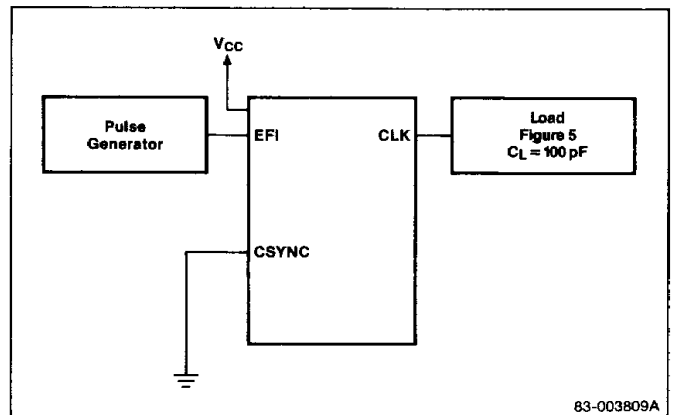 VCC
Pulse
Generator
EFI
CLK
Load
Figure 5
CL = 100 pF
CSYNC
83-003809A